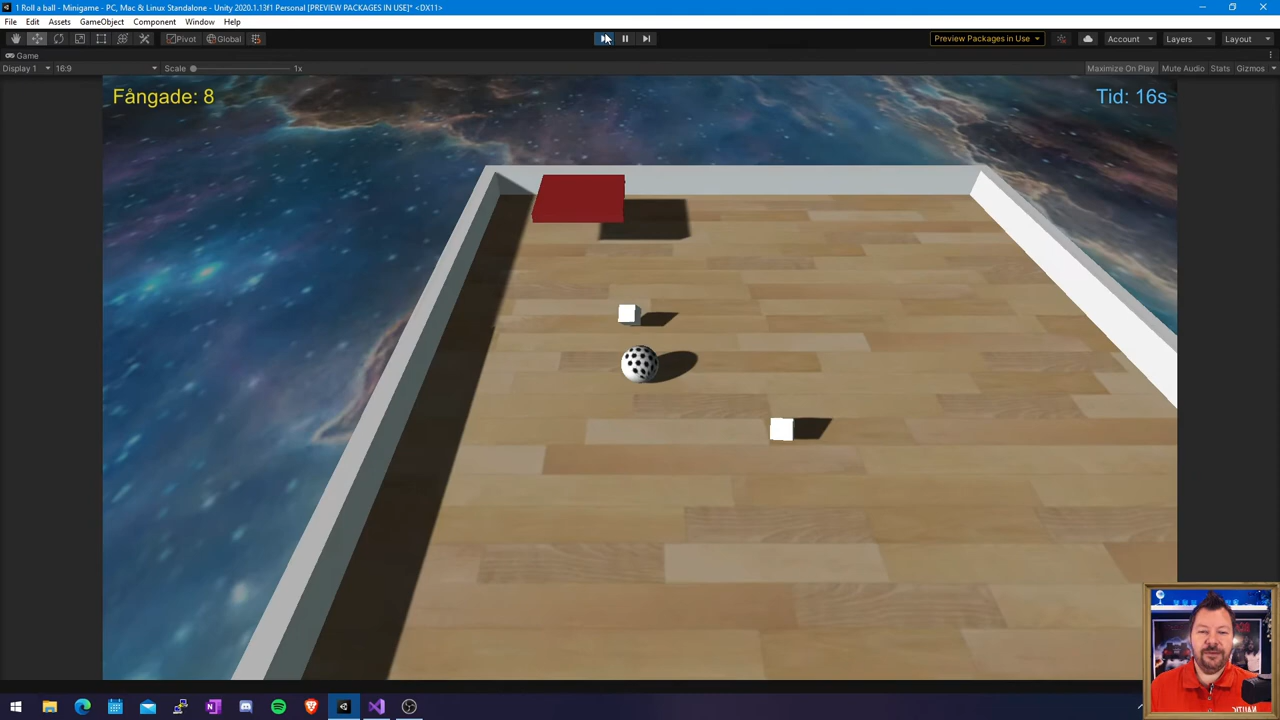 1 Roll a ball - Minigame - PC, Mac & Linux Standalone - Unity 2020.1.13f1 Personal [PREVIEW PACKAGES IN USE]* <DX11>
File Edit Assets GameObject Component Window Help
Pivot Global Preview Packages in Use Account Layers Layout
Game
Display 1 16:9 Scale 1x Maximize On Play Mute Audio Stats Gizmos
Fångade: 8 Tid: 16s